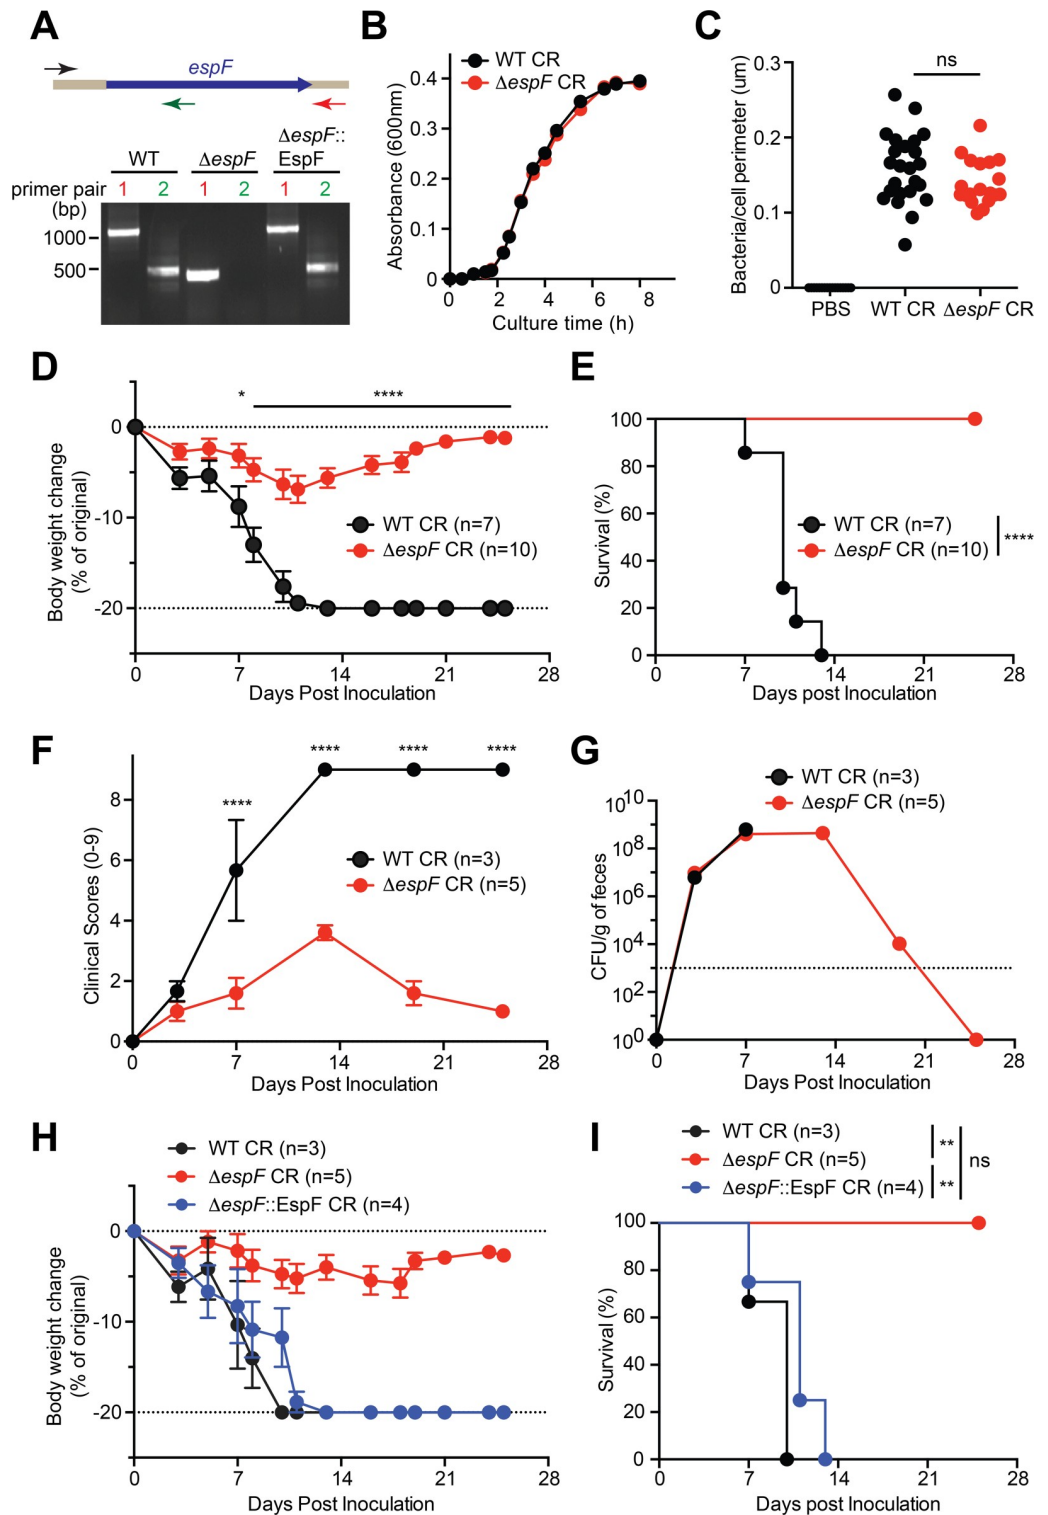 A
espF
WT
ΔespF
ΔespF::
EspF
primer pair 1 2 1 2 1 2
(bp)
1000
500
B
WT CR
ΔespF CR
Absorbance (600nm)
0.4
0.3
0.2
0.1
0
0 2 4 6 8
Culture time (h)
C
ns
Bacteria/cell perimeter (um)
0.3
0.2
0.1
0
PBS WT CR ΔespF CR
D
* ****
Body weight change
(% of original)
0
-10
-20
WT CR (n=7)
ΔespF CR (n=10)
0 7 14 21 28
Days Post Inoculation
E
Survival (%)
100
80
60
40
20
0
WT CR (n=7)
ΔespF CR (n=10)
****
0 7 14 21 28
Days post Inoculation
F
**** **** **** ****
Clinical Scores (0-9)
8
6
4
2
0
WT CR (n=3)
ΔespF CR (n=5)
0 7 14 21 28
Days Post Inoculation
G
WT CR (n=3)
ΔespF CR (n=5)
CFU/g of feces
10^10
10^8
10^6
10^4
10^2
10^0
0 7 14 21 28
Days Post Inoculation
H
WT CR (n=3)
ΔespF CR (n=5)
ΔespF::EspF CR (n=4)
Body weight change
(% of original)
0
-10
-20
0 7 14 21 28
Days Post Inoculation
I
WT CR (n=3)
ΔespF CR (n=5)
ΔespF::EspF CR (n=4)
**
**
ns
Survival (%)
100
80
60
40
20
0
0 7 14 21 28
Days post Inoculation